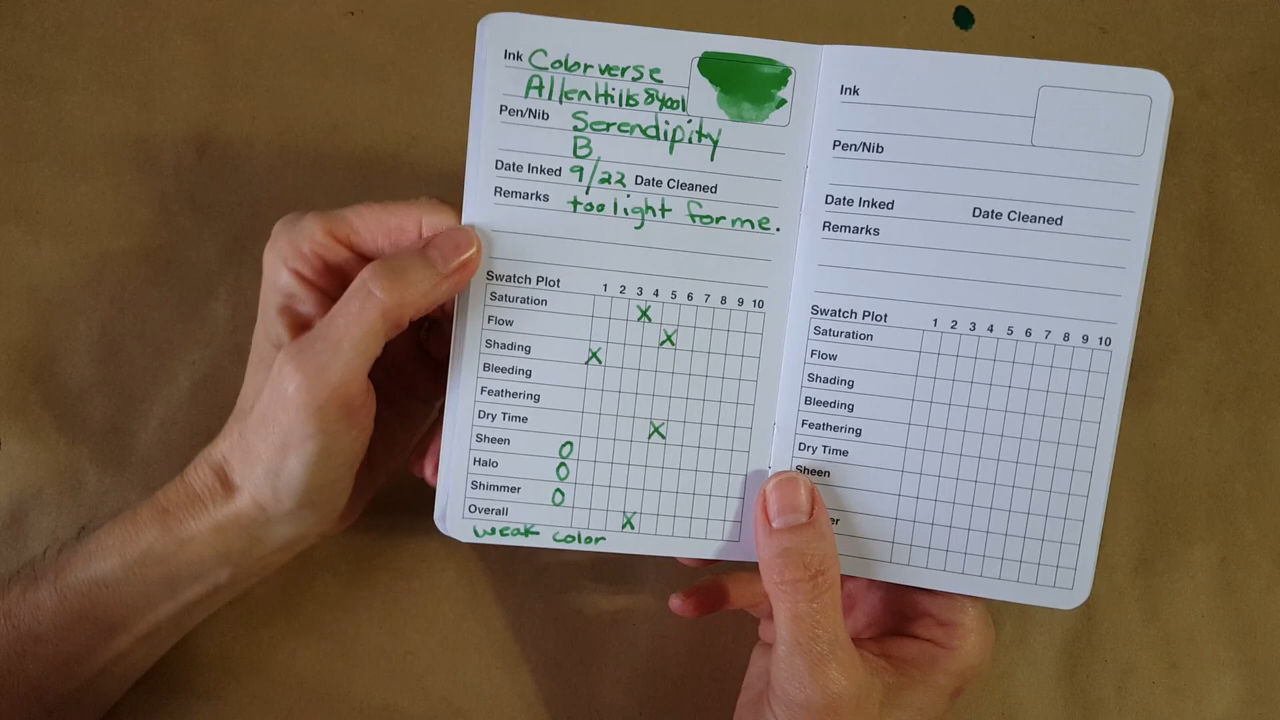 Ink Colorverse
AllenHills 84001
Pen/Nib Serendipity
B
Date Inked 9/22 Date Cleaned
Remarks too light for me.
Swatch Plot 1 2 3 4 5 6 7 8 9 10
Saturation X
Flow X
Shading X
Bleeding
Feathering
Dry Time X
Sheen 0
Halo 0
Shimmer 0
Overall X
weak color
Ink
Pen/Nib
Date Inked Date Cleaned
Remarks
Swatch Plot 1 2 3 4 5 6 7 8 9 10
Saturation
Flow
Shading
Bleeding
Feathering
Dry Time
Sheen